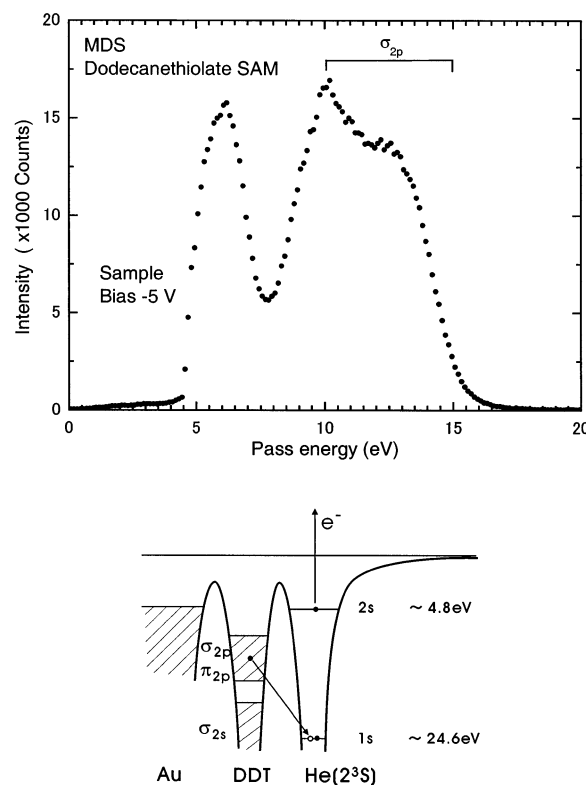 MDS
Dodecanethiolate SAM
σ2p
20
15
10
5
0
Intensity ( x1000 Counts)
Sample
Bias -5 V
0 5 10 15 20
Pass energy (eV)
e-
2s ~ 4.8eV
σ2p
π2p
σ2s
1s ~ 24.6eV
Au DDT He(2³S)